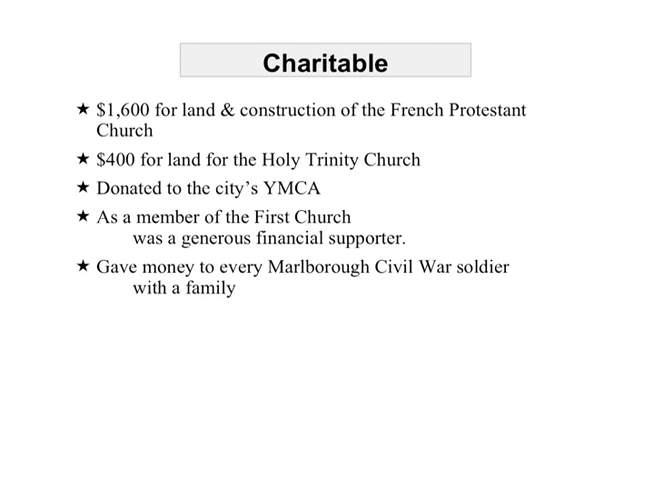 Charitable
★ $1,600 for land & construction of the French Protestant
Church
★ $400 for land for the Holy Trinity Church
★ Donated to the city's YMCA
★ As a member of the First Church
was a generous financial supporter.
★ Gave money to every Marlborough Civil War soldier
with a family